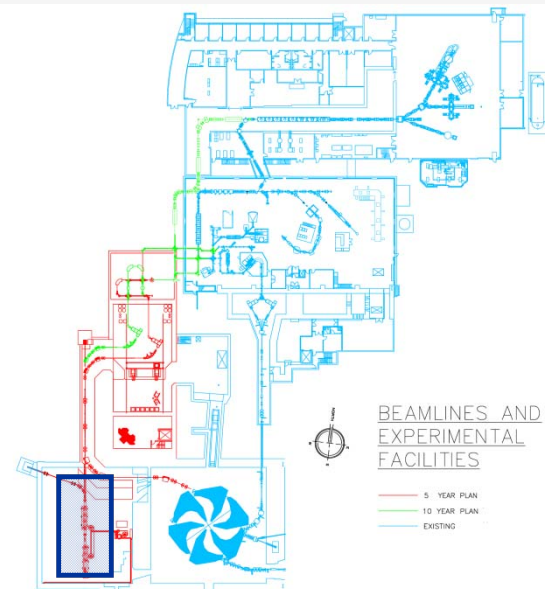 BEAMLINES AND
EXPERIMENTAL
FACILITIES
5 YEAR PLAN
10 YEAR PLAN
EXISTING